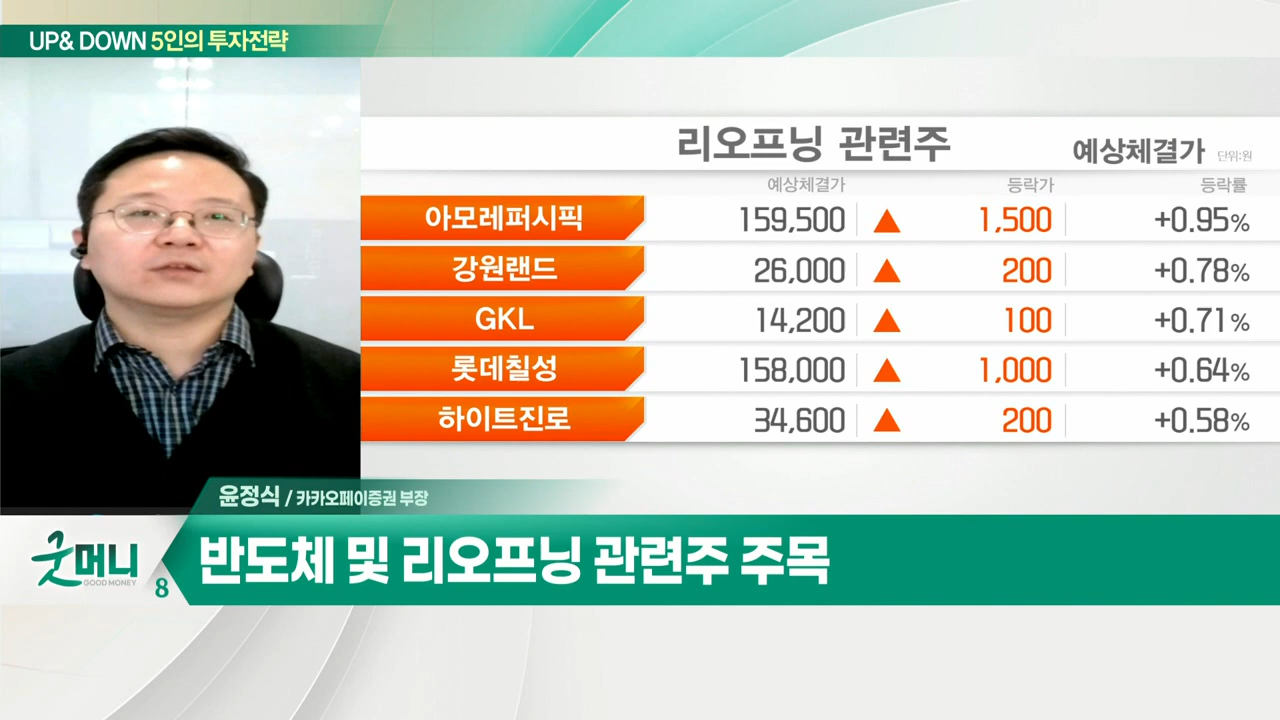 UP& DOWN 5인의 투자전략
리오프닝 관련주 예상체결가 단위:원
예상체결가 등락가 등락률
아모레퍼시픽 159,500 ▲ 1,500 +0.95%
강원랜드 26,000 ▲ 200 +0.78%
GKL 14,200 ▲ 100 +0.71%
롯데칠성 158,000 ▲ 1,000 +0.64%
하이트진로 34,600 ▲ 200 +0.58%
윤정식 / 카카오페이증권 부장
굿머니 GOOD MONEY 8
반도체 및 리오프닝 관련주 주목